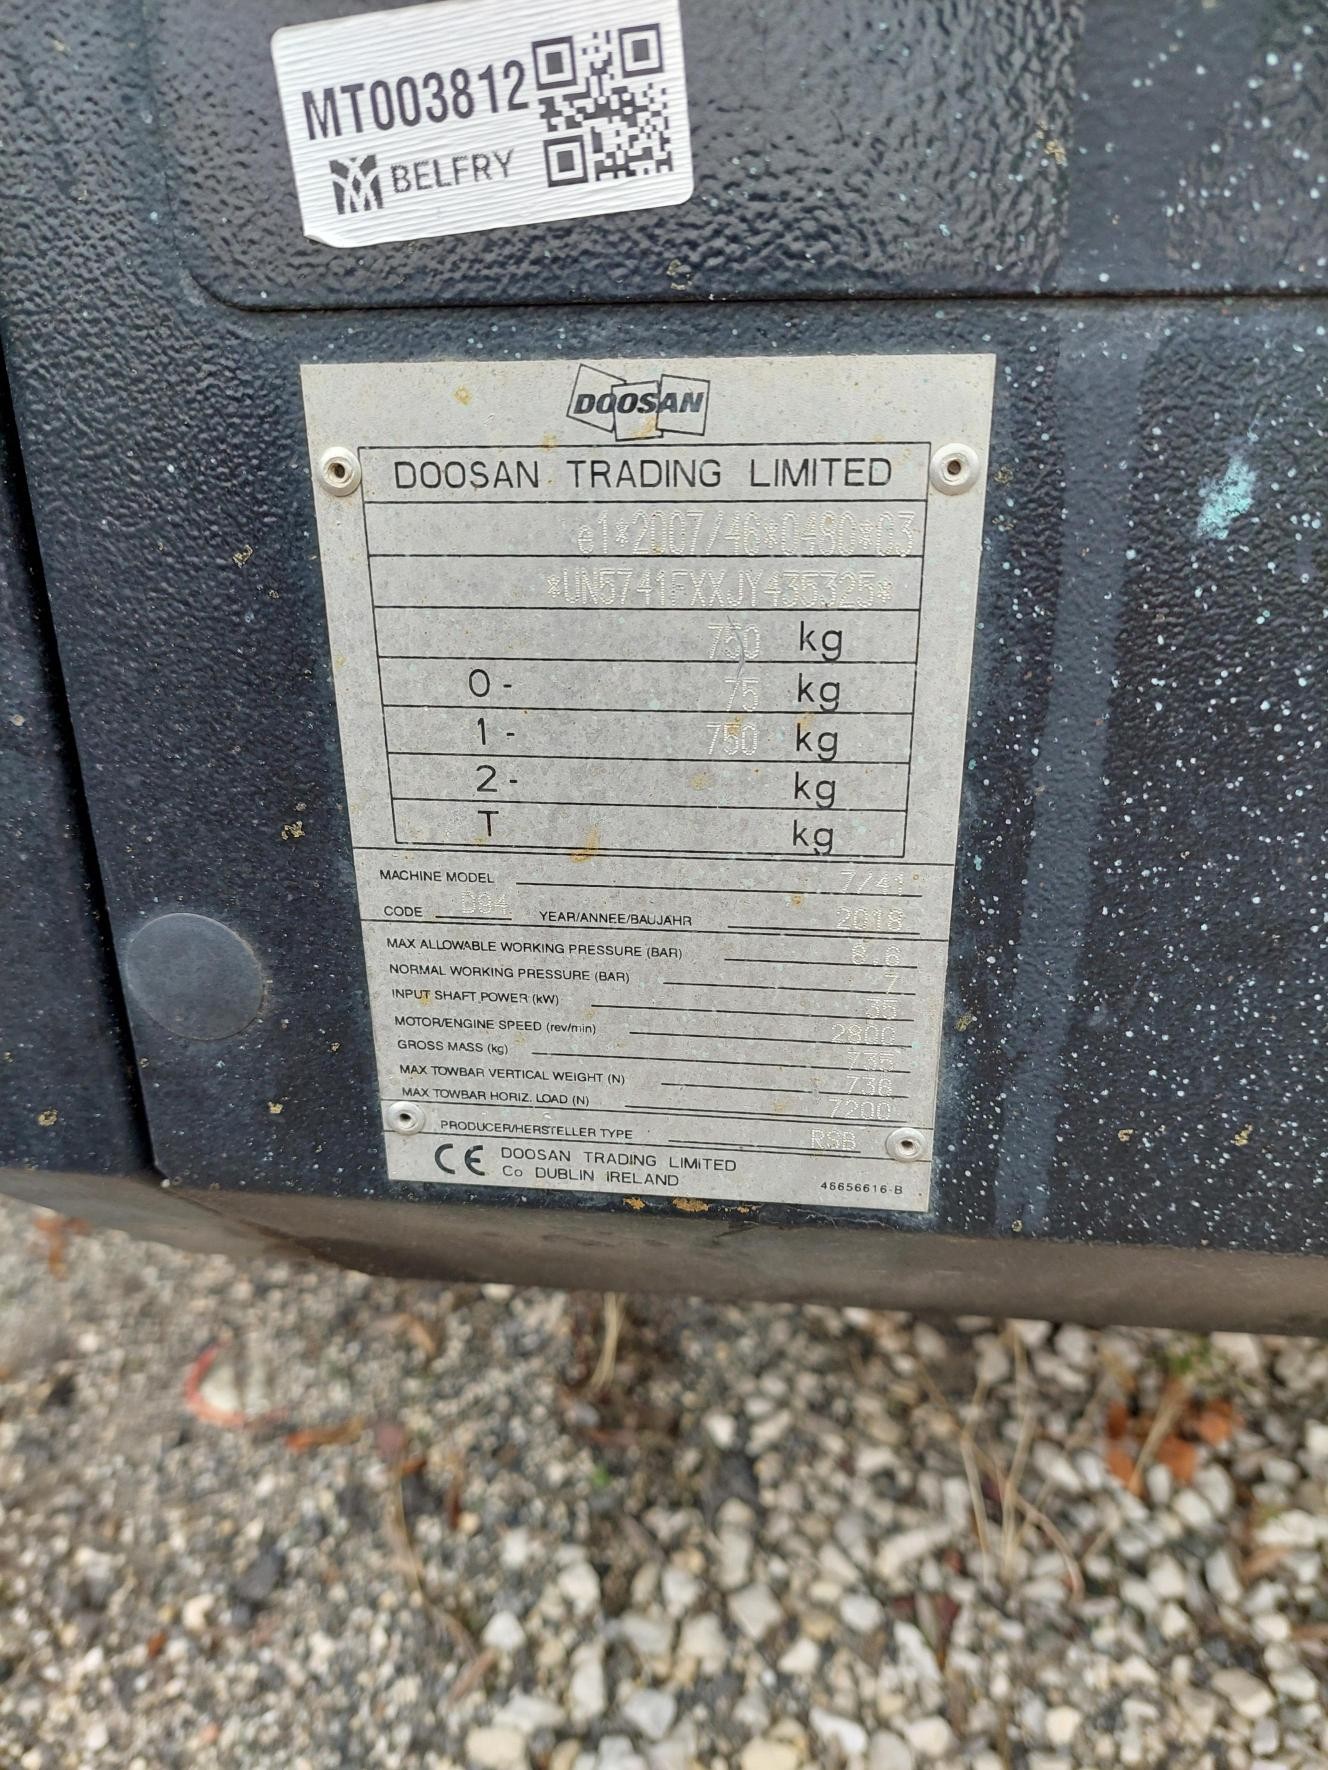 MT003812
BELFRY
DOOSAN
DOOSAN TRADING LIMITED
e1*2007/46*0480*03
*UN5741FXXJY435325*
750 kg
0 - 75 kg
1 - 750 kg
2 - kg
T kg
MACHINE MODEL 7/41
CODE B94 YEAR/ANNEE/BAUJAHR 2018
MAX ALLOWABLE WORKING PRESSURE (BAR) 8.6
NORMAL WORKING PRESSURE (BAR) 7
INPUT SHAFT POWER (kW) 35
MOTOR/ENGINE SPEED (rev/min) 2800
GROSS MASS (kg) 735
MAX TOWBAR VERTICAL WEIGHT (N) 736
MAX TOWBAR HORIZ. LOAD (N) 7200
PRODUCER/HERSTELLER TYPE RSB
CE DOOSAN TRADING LIMITED
Co DUBLIN IRELAND
46656616-B